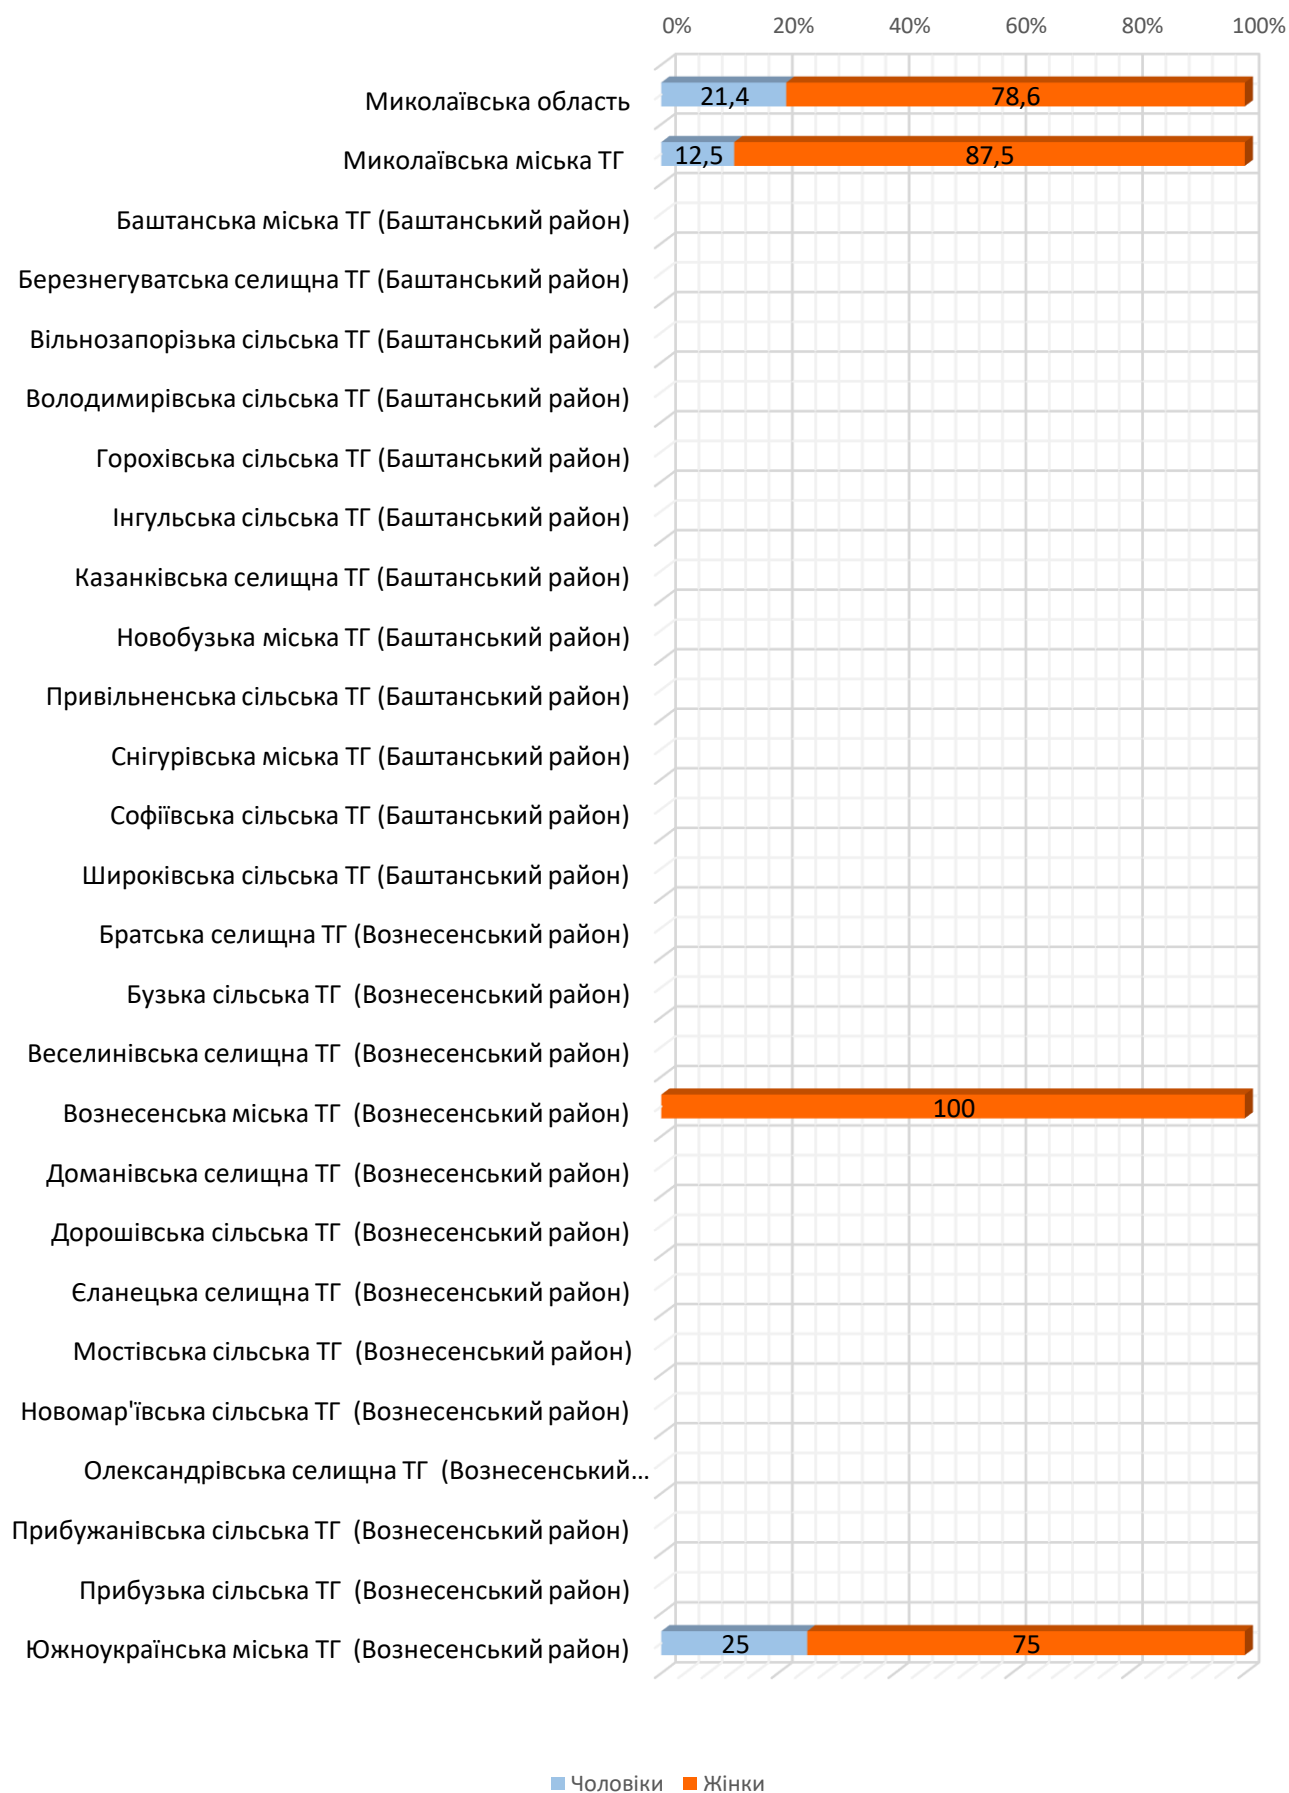 0% 20% 40% 60% 80% 100%
Миколаївська область 21,4 78,6
Миколаївська міська ТГ 12,5 87,5
Баштанська міська ТГ (Баштанський район)
Березнегуватська селищна ТГ (Баштанський район)
Вільнозапорізька сільська ТГ (Баштанський район)
Володимирівська сільська ТГ (Баштанський район)
Горохівська сільська ТГ (Баштанський район)
Інгульська сільська ТГ (Баштанський район)
Казанківська селищна ТГ (Баштанський район)
Новобузька міська ТГ (Баштанський район)
Привільненська сільська ТГ (Баштанський район)
Снігурівська міська ТГ (Баштанський район)
Софіївська сільська ТГ (Баштанський район)
Широківська сільська ТГ (Баштанський район)
Братська селищна ТГ (Вознесенський район)
Бузька сільська ТГ (Вознесенський район)
Веселинівська селищна ТГ (Вознесенський район)
Вознесенська міська ТГ (Вознесенський район) 100
Доманівська селищна ТГ (Вознесенський район)
Дорошівська сільська ТГ (Вознесенський район)
Єланецька селищна ТГ (Вознесенський район)
Мостівська сільська ТГ (Вознесенський район)
Новомар'ївська сільська ТГ (Вознесенський район)
Олександрівська селищна ТГ (Вознесенський...
Прибужанівська сільська ТГ (Вознесенський район)
Прибузька сільська ТГ (Вознесенський район)
Южноукраїнська міська ТГ (Вознесенський район) 25 75
Чоловіки Жінки